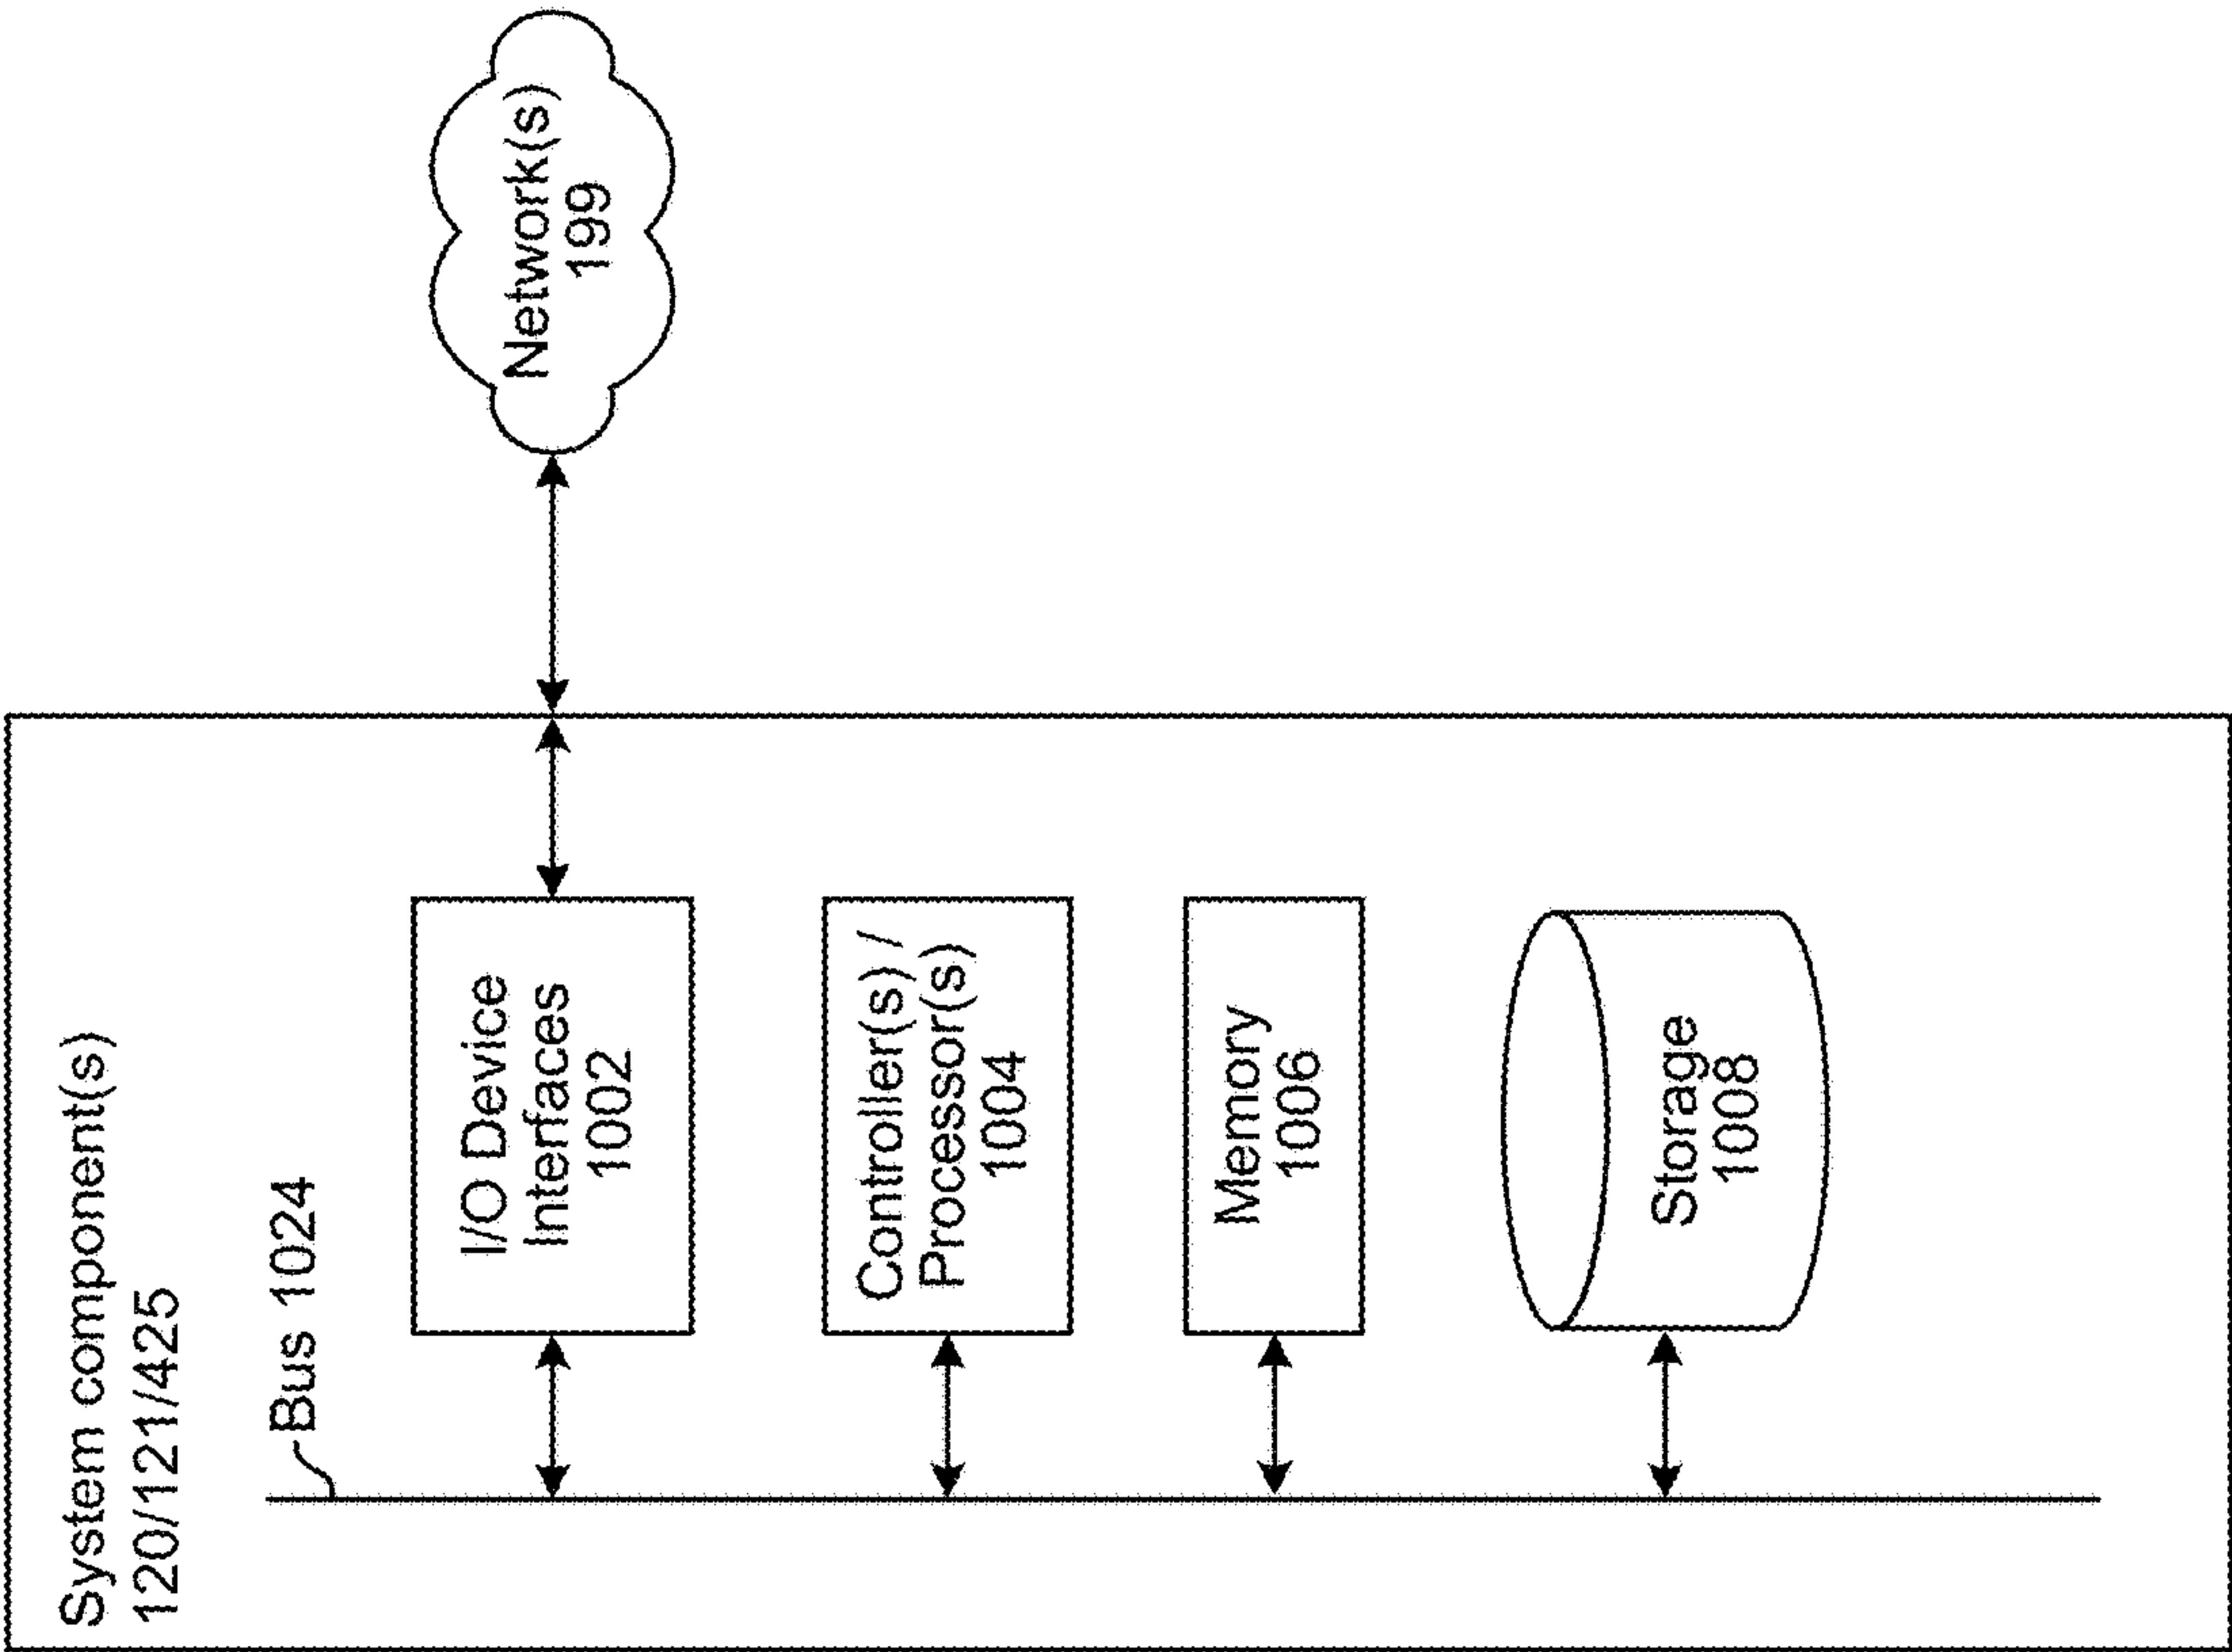 System component(s)
120/121/425
Bus 1024
I/O Device
Interfaces
1002
Controller(s) /
Processor(s)
1004
Memory
1006
Storage
1008
Network(s)
199